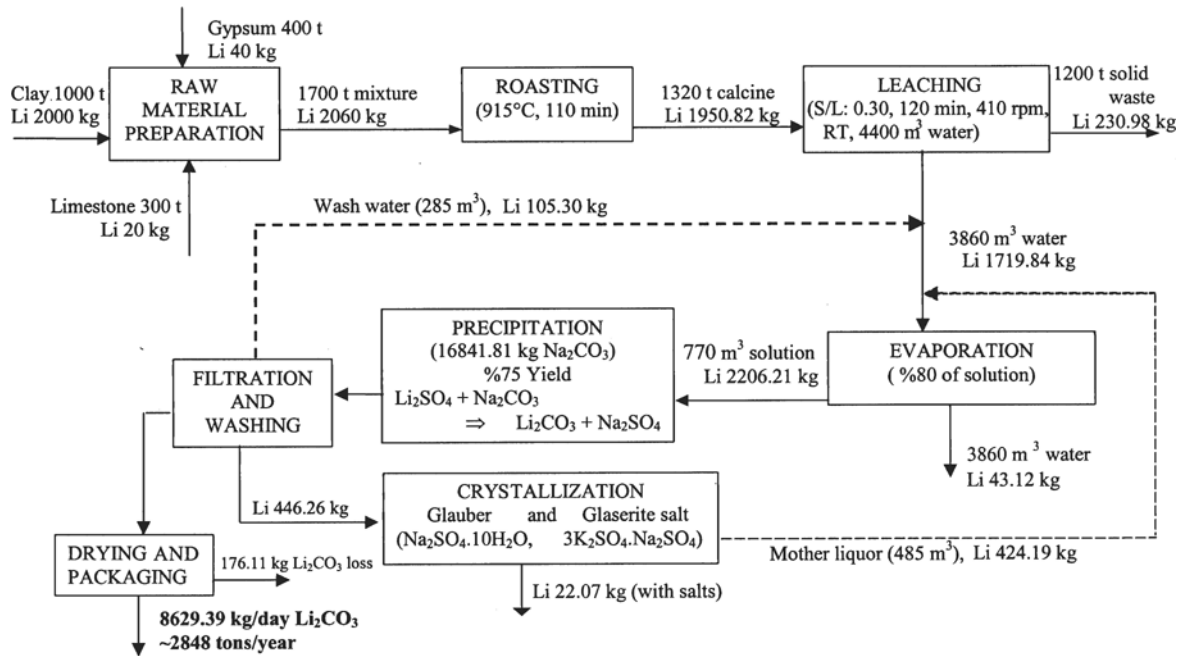 Gypsum 400 t
Li 40 kg
Clay 1000 t
Li 2000 kg
RAW
MATERIAL
PREPARATION
1700 t mixture
Li 2060 kg
ROASTING
(915°C, 110 min)
1320 t calcine
Li 1950.82 kg
LEACHING
(S/L: 0.30, 120 min, 410 rpm,
RT, 4400 m³ water)
1200 t solid
waste
Li 230.98 kg
Limestone 300 t
Li 20 kg
Wash water (285 m³), Li 105.30 kg
3860 m³ water
Li 1719.84 kg
FILTRATION
AND
WASHING
PRECIPITATION
(16841.81 kg Na₂CO₃)
%75 Yield
Li₂SO₄ + Na₂CO₃
⇒ Li₂CO₃ + Na₂SO₄
770 m³ solution
Li 2206.21 kg
EVAPORATION
( %80 of solution)
3860 m ³ water
Li 43.12 kg
Li 446.26 kg
CRYSTALLIZATION
Glauber and Glaserite salt
(Na₂SO₄.10H₂O, 3K₂SO₄.Na₂SO₄)
Mother liquor (485 m³), Li 424.19 kg
DRYING AND
PACKAGING
176.11 kg Li₂CO₃ loss
Li 22.07 kg (with salts)
8629.39 kg/day Li₂CO₃
~2848 tons/year